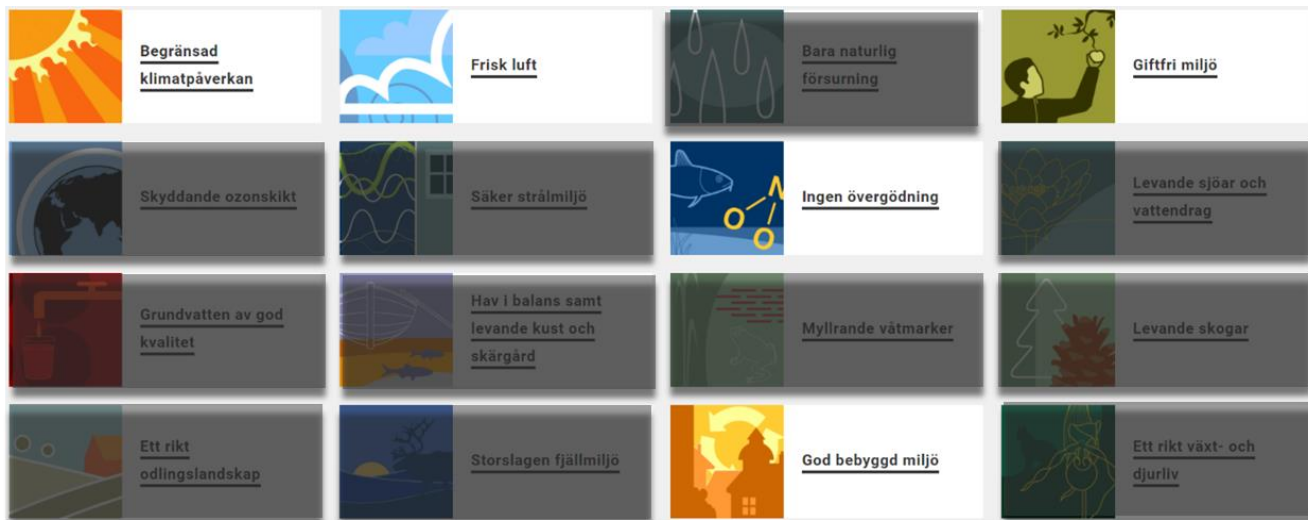 Begränsad
klimatpåverkan
Frisk luft
Bara naturlig
försurning
Giftfri miljö
Skyddande ozonskikt
Säker strålmiljö
Ingen övergödning
Levande sjöar och
vattendrag
Grundvatten av god
kvalitet
Hav i balans samt
levande kust och
skärgård
Myllrande våtmarker
Levande skogar
Ett rikt
odlingslandskap
Storslagen fjällmiljö
God bebyggd miljö
Ett rikt växt- och
djurliv